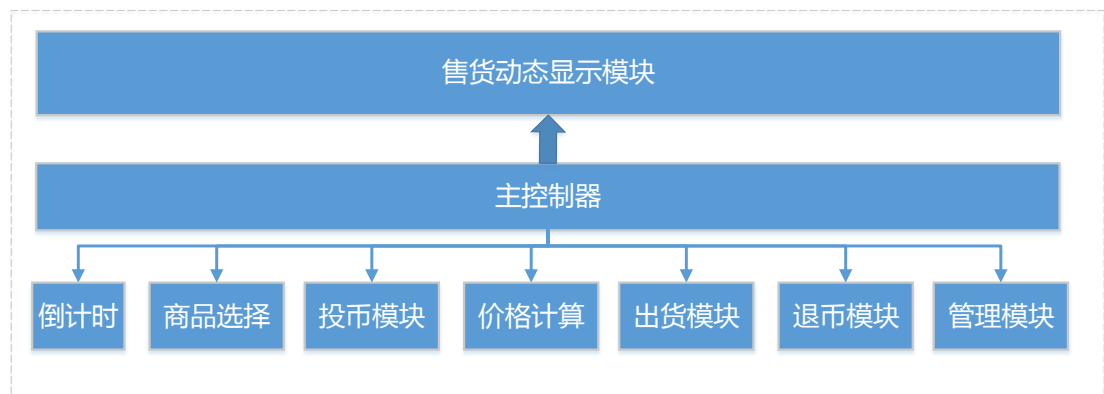 售货动态显示模块
主控制器
倒计时
商品选择
投币模块
价格计算
出货模块
退币模块
管理模块